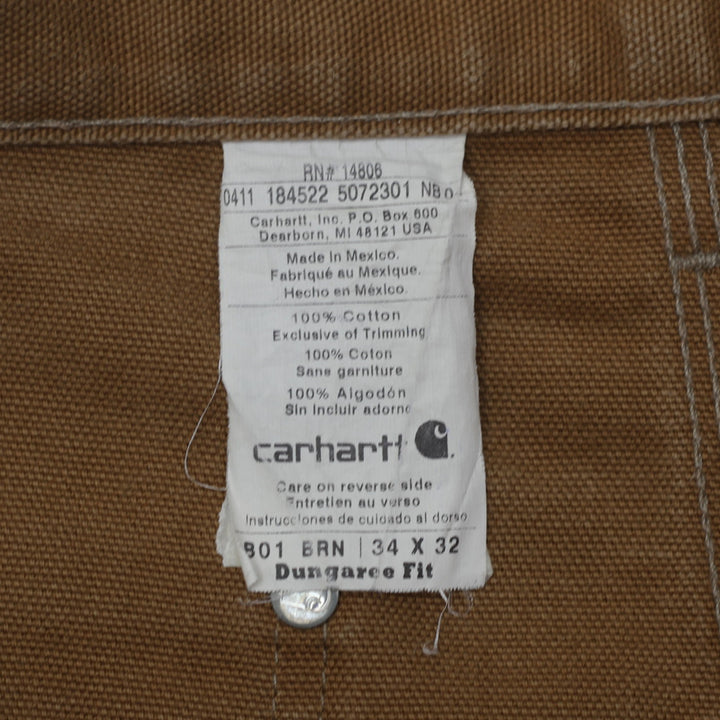 RN# 14806
0411 184522 5072301 NB0
Carhartt, Inc. P.O. Box 600
Dearborn, MI 48121 USA
Made in Mexico.
Fabriqué au Mexique.
Hecho en México.
100% Cotton
Exclusive of Trimming
100% Coton
Sane garniture
100% Algodón
Sin Incluir adorno
carhartt
Care on reverse side
Entretien au verso
Instrucciones de cuidado al dorso
B01 BRN | 34 X 32
Dungaree Fit